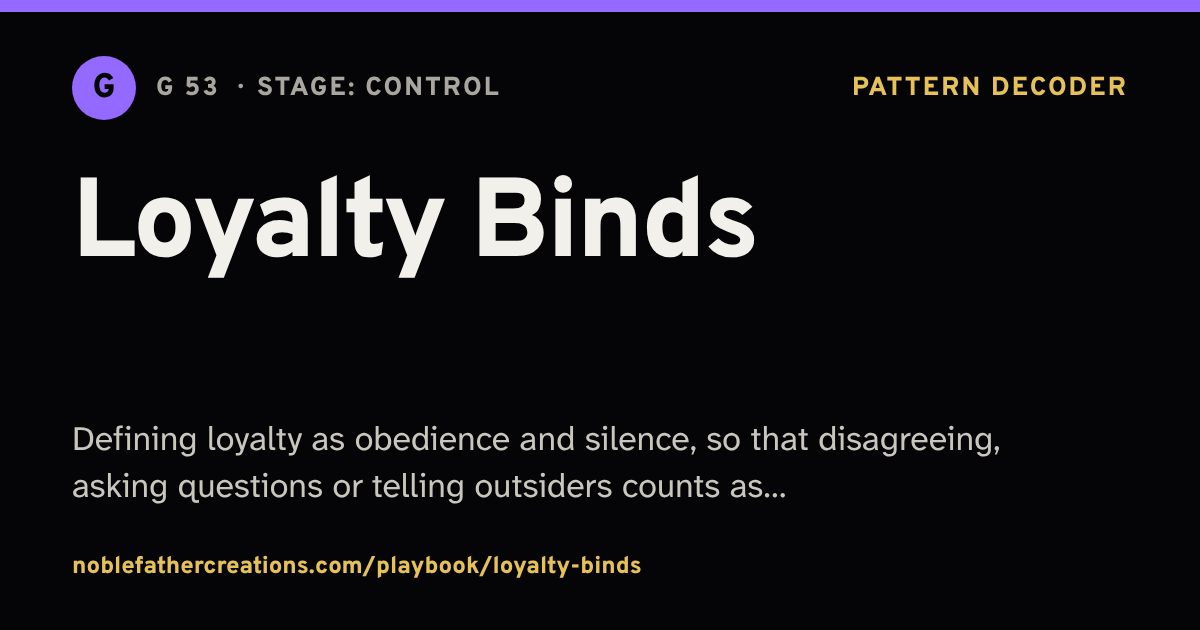 G
G 53 · STAGE: CONTROL
PATTERN DECODER
Loyalty Binds
Defining loyalty as obedience and silence, so that disagreeing,
asking questions or telling outsiders counts as...
noblefathercreations.com/playbook/loyalty-binds